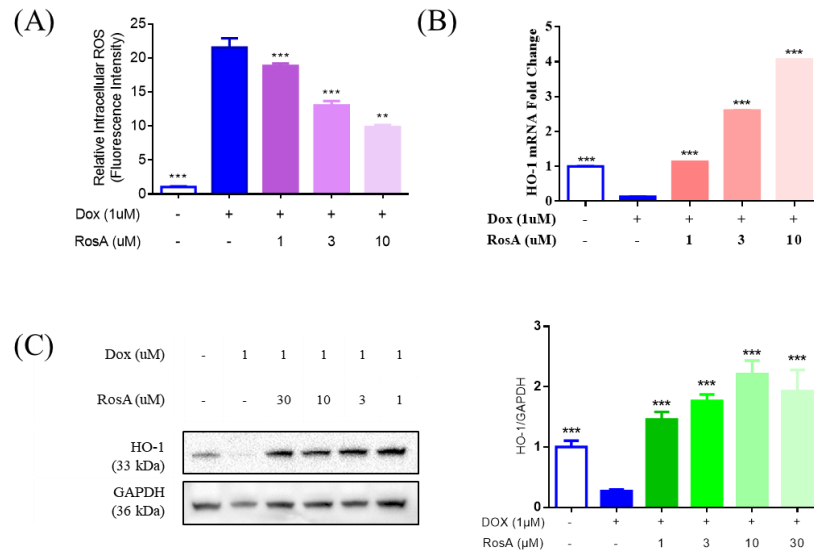 (A)
Relative Intracellular ROS
(Fluorescence Intensity)
25
20
15
10
5
0
***
***
***
**
Dox (1uM) - + + + +
RosA (uM) - - 1 3 10
(B)
HO-1 mRNA Fold Change
5
4
3
2
1
0
***
***
***
***
Dox (1uM) - + + + +
RosA (uM) - - 1 3 10
(C)
Dox (uM) - 1 1 1 1 1
RosA (uM) - - 30 10 3 1
HO-1
(33 kDa)
GAPDH
(36 kDa)
HO-1/GAPDH
3
2
1
0
***
***
***
***
***
DOX (1μM) - + + + + +
RosA (μM) - - 1 3 10 30